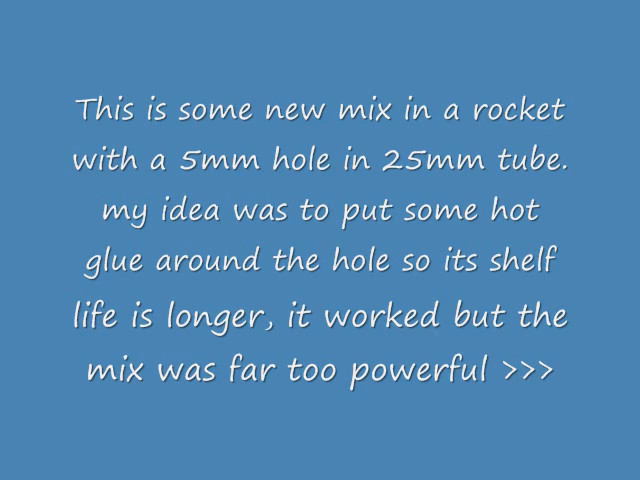 This is some new mix in a rocket
with a 5mm hole in 25mm tube.
my idea was to put some hot
glue around the hole so its shelf
life is longer, it worked but the
mix was far too powerful >>>